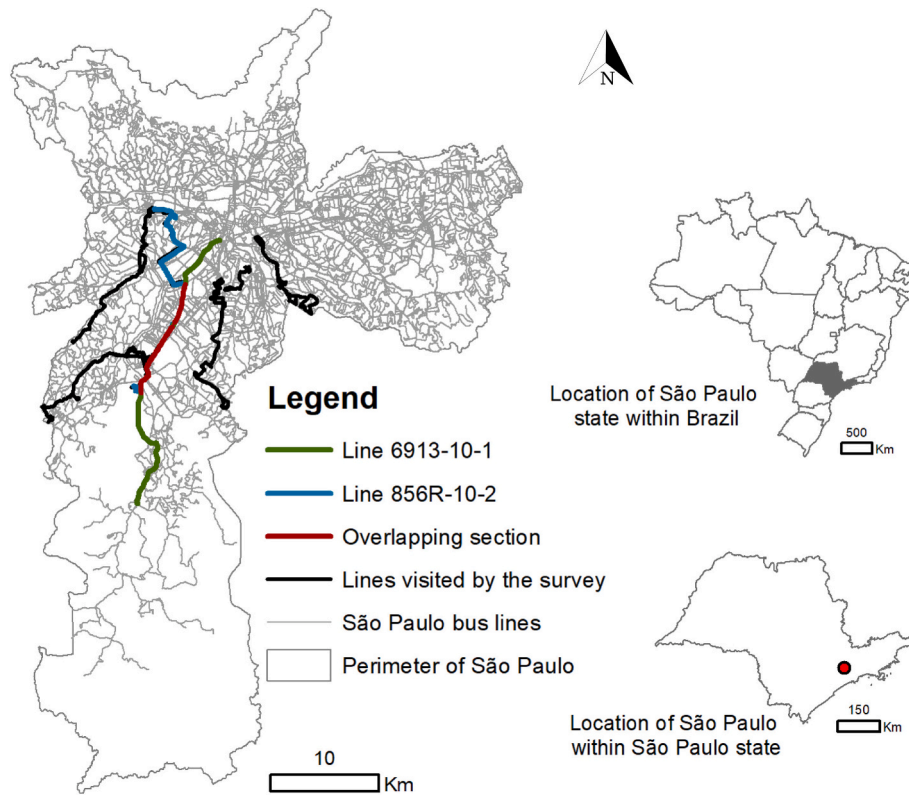 N
Legend
Line 6913-10-1
Line 856R-10-2
Overlapping section
Lines visited by the survey
São Paulo bus lines
Perimeter of São Paulo
10
Km
Location of São Paulo
state within Brazil
500
Km
150
Km
Location of São Paulo
within São Paulo state